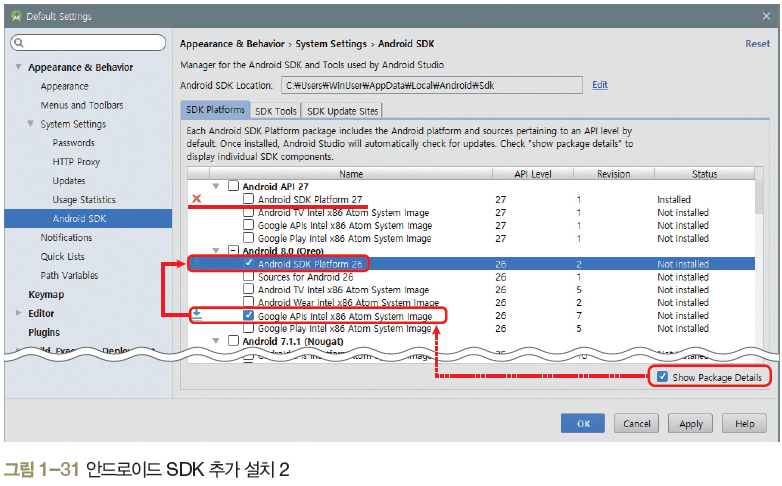 Default Settings
Appearance & Behavior › System Settings › Android SDK
Reset
Manager for the Android SDK and Tools used by Android Studio
Android SDK Location: C:₩Users₩WinUser₩AppData₩Local₩Android₩Sdk Edit
Appearance & Behavior
Appearance
Menus and Toolbars
System Settings
Passwords
HTTP Proxy
Updates
Usage Statistics
Android SDK
Notifications
Quick Lists
Path Variables
Keymap
Editor
Plugins
SDK Platforms SDK Tools SDK Update Sites
Each Android SDK Platform package includes the Android platform and sources pertaining to an API level by
default. Once installed, Android Studio will automatically check for updates. Check "show package details" to
display individual SDK components.
Name API Level Revision Status
Android API 27
Android SDK Platform 27 27 1 Installed
Android TV Intel x86 Atom System Image 27 1 Not installed
Google APIs Intel x86 Atom System Image 27 1 Not installed
Google Play Intel x86 Atom System Image 27 1 Not installed
Android 8.0 (Oreo)
Android SDK Platform 26 26 2 Not installed
Sources for Android 26 26 1 Not installed
Android TV Intel x86 Atom System Image 26 5 Not installed
Android Wear Intel x86 Atom System Image 26 2 Not installed
Google APIs Intel x86 Atom System Image 26 7 Not installed
Google Play Intel x86 Atom System Image 26 5 Not installed
Android 7.1.1 (Nougat)
Show Package Details
OK Cancel Apply Help
그림 1-31 안드로이드 SDK 추가 설치 2